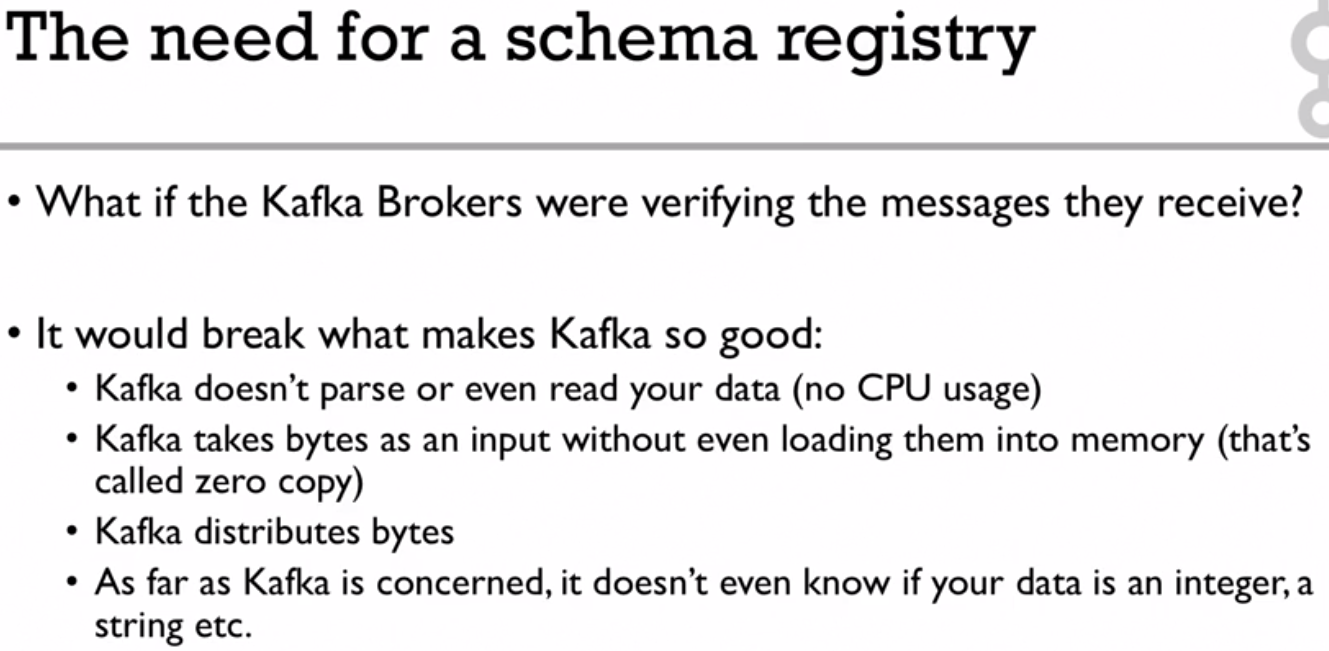 The need for a schema registry
• What if the Kafka Brokers were verifying the messages they receive?
• It would break what makes Kafka so good:
• Kafka doesn't parse or even read your data (no CPU usage)
• Kafka takes bytes as an input without even loading them into memory (that's
called zero copy)
• Kafka distributes bytes
• As far as Kafka is concerned, it doesn't even know if your data is an integer, a
string etc.